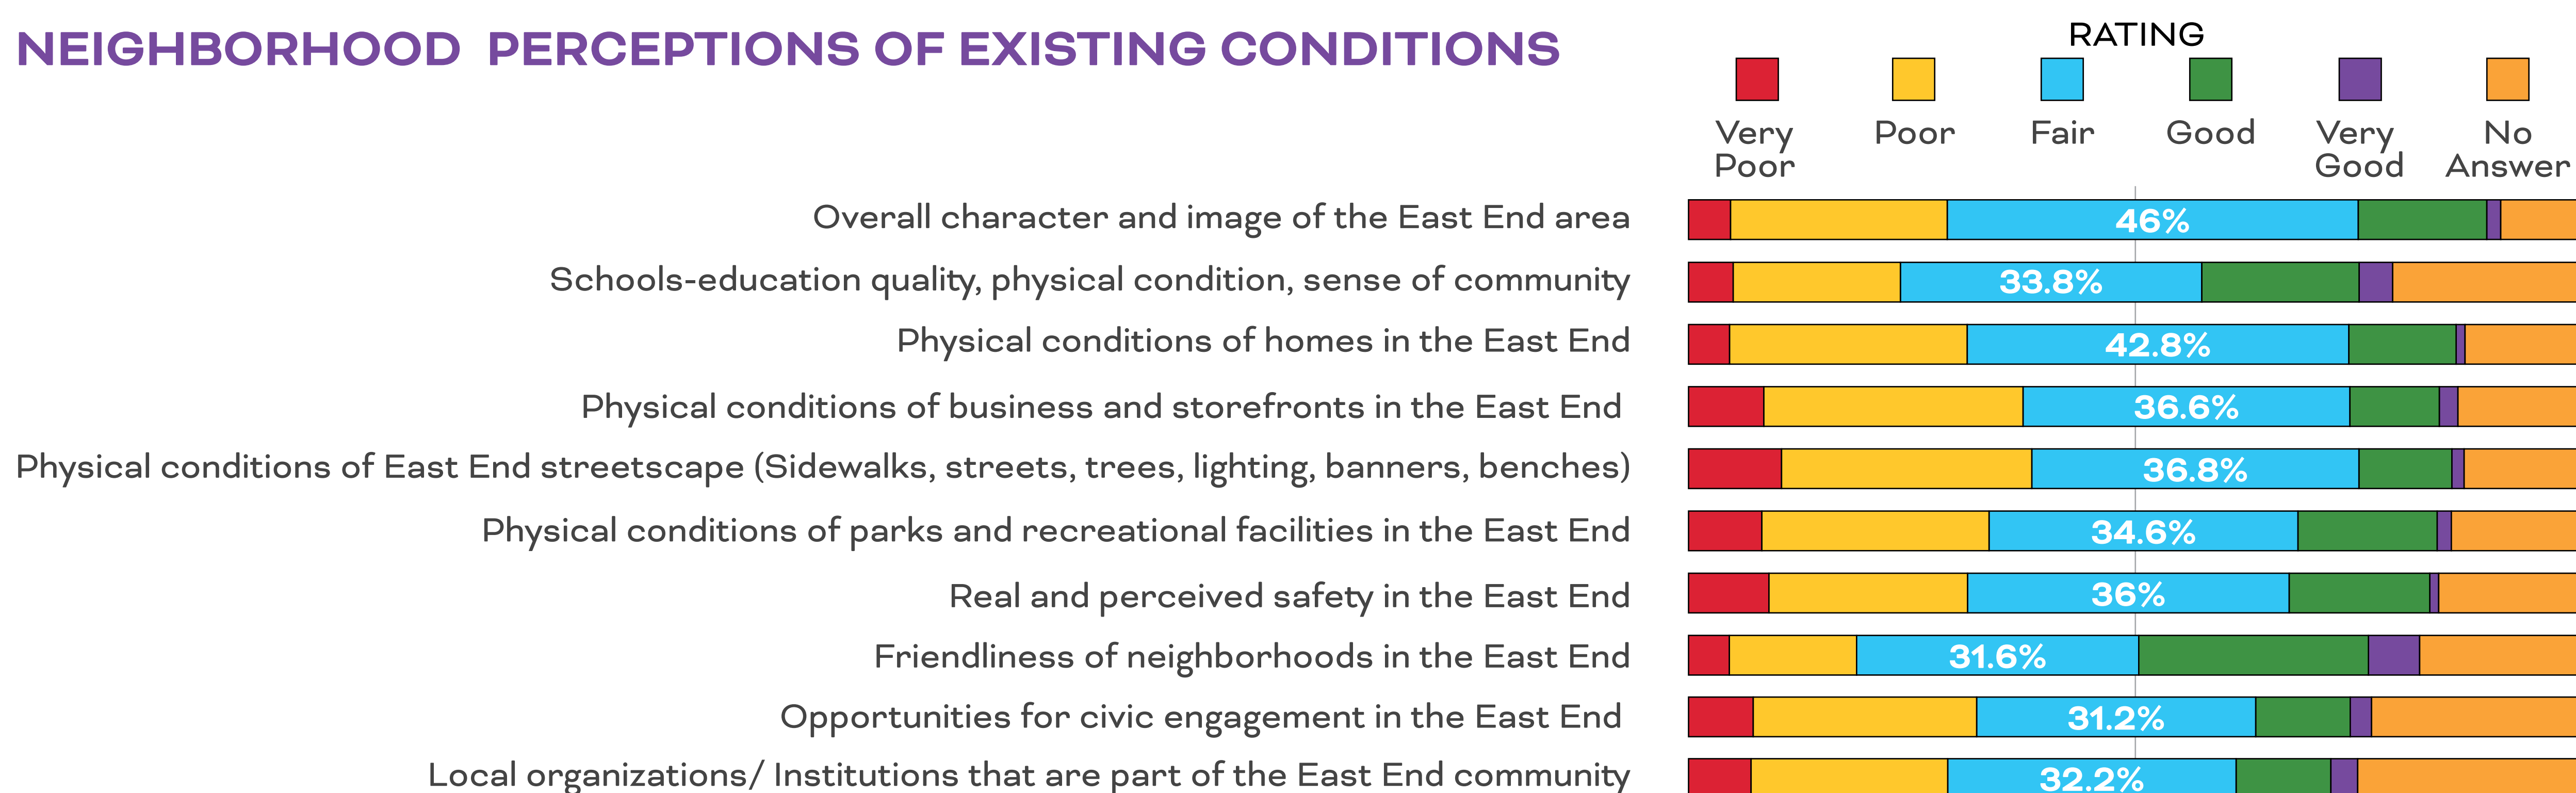 NEIGHBORHOOD PERCEPTIONS OF EXISTING CONDITIONS
RATING
Very Poor
Poor
Fair
Good
Very Good
No Answer
Overall character and image of the East End area
46%
Schools-education quality, physical condition, sense of community
33.8%
Physical conditions of homes in the East End
42.8%
Physical conditions of business and storefronts in the East End
36.6%
Physical conditions of East End streetscape (Sidewalks, streets, trees, lighting, banners, benches)
36.8%
Physical conditions of parks and recreational facilities in the East End
34.6%
Real and perceived safety in the East End
36%
Friendliness of neighborhoods in the East End
31.6%
Opportunities for civic engagement in the East End
31.2%
Local organizations/ Institutions that are part of the East End community
32.2%